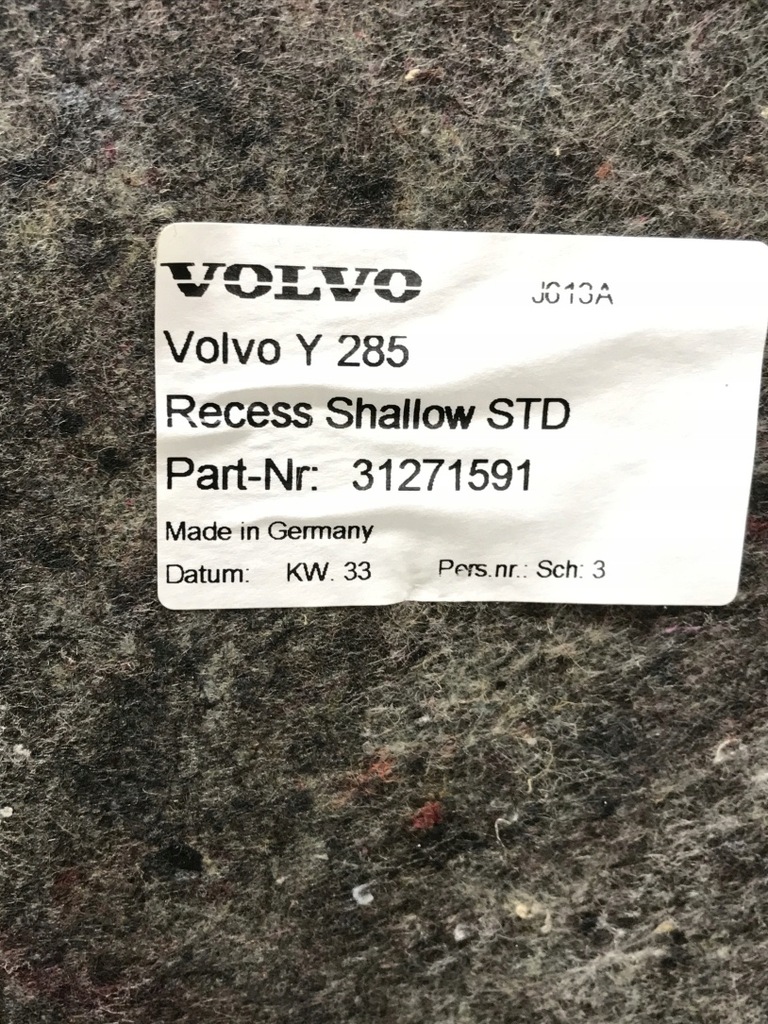 VOLVO J613A
Volvo Y 285
Recess Shallow STD
Part-Nr: 31271591
Made in Germany
Datum: KW. 33 Pers.nr.: Sch: 3